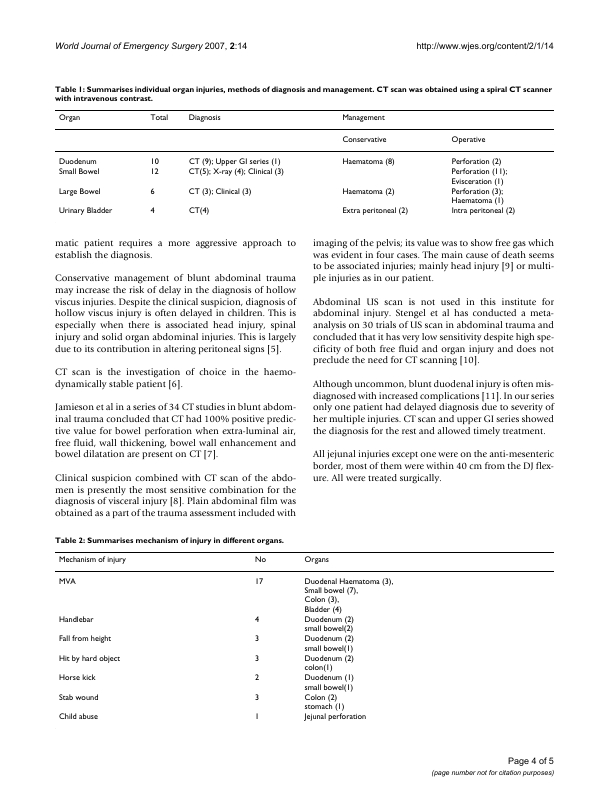 World Journal of Emergency Surgery 2007, 2:14
http://www.wjes.org/content/2/1/14
Table 1: Summarises individual organ injuries, methods of diagnosis and management. CT scan was obtained using a spiral CT scanner
with intravenous contrast.
Organ Total Diagnosis Management
Conservative Operative
Duodenum 10 CT (9); Upper GI series (1) Haematoma (8) Perforation (2)
Small Bowel 12 CT(5); X-ray (4); Clinical (3) Perforation (11);
Evisceration (1)
Large Bowel 6 CT (3); Clinical (3) Haematoma (2) Perforation (3);
Haematoma (1)
Urinary Bladder 4 CT(4) Extra peritoneal (2) Intra peritoneal (2)
matic patient requires a more aggressive approach to
establish the diagnosis.
Conservative management of blunt abdominal trauma
may increase the risk of delay in the diagnosis of hollow
viscus injuries. Despite the clinical suspicion, diagnosis of
hollow viscus injury is often delayed in children. This is
especially when there is associated head injury, spinal
injury and solid organ abdominal injuries. This is largely
due to its contribution in altering peritoneal signs [5].
CT scan is the investigation of choice in the haemo-
dynamically stable patient [6].
Jamieson et al in a series of 34 CT studies in blunt abdom-
inal trauma concluded that CT had 100% positive predic-
tive value for bowel perforation when extra-luminal air,
free fluid, wall thickening, bowel wall enhancement and
bowel dilatation are present on CT [7].
Clinical suspicion combined with CT scan of the abdo-
men is presently the most sensitive combination for the
diagnosis of visceral injury [8]. Plain abdominal film was
obtained as a part of the trauma assessment included with
imaging of the pelvis; its value was to show free gas which
was evident in four cases. The main cause of death seems
to be associated injuries; mainly head injury [9] or multi-
ple injuries as in our patient.
Abdominal US scan is not used in this institute for
abdominal injury. Stengel et al has conducted a meta-
analysis on 30 trials of US scan in abdominal trauma and
concluded that it has very low sensitivity despite high spe-
cificity of both free fluid and organ injury and does not
preclude the need for CT scanning [10].
Although uncommon, blunt duodenal injury is often mis-
diagnosed with increased complications [11]. In our series
only one patient had delayed diagnosis due to severity of
her multiple injuries. CT scan and upper GI series showed
the diagnosis for the rest and allowed timely treatment.
All jejunal injuries except one were on the anti-mesenteric
border, most of them were within 40 cm from the DJ flex-
ure. All were treated surgically.
Table 2: Summarises mechanism of injury in different organs.
Mechanism of injury No Organs
MVA 17 Duodenal Haematoma (3),
Small bowel (7),
Colon (3),
Bladder (4)
Handlebar 4 Duodenum (2)
small bowel(2)
Fall from height 3 Duodenum (2)
small bowel(1)
Hit by hard object 3 Duodenum (2)
colon(1)
Horse kick 2 Duodenum (1)
small bowel(1)
Stab wound 3 Colon (2)
stomach (1)
Child abuse 1 Jejunal perforation
Page 4 of 5
(page number not for citation purposes)